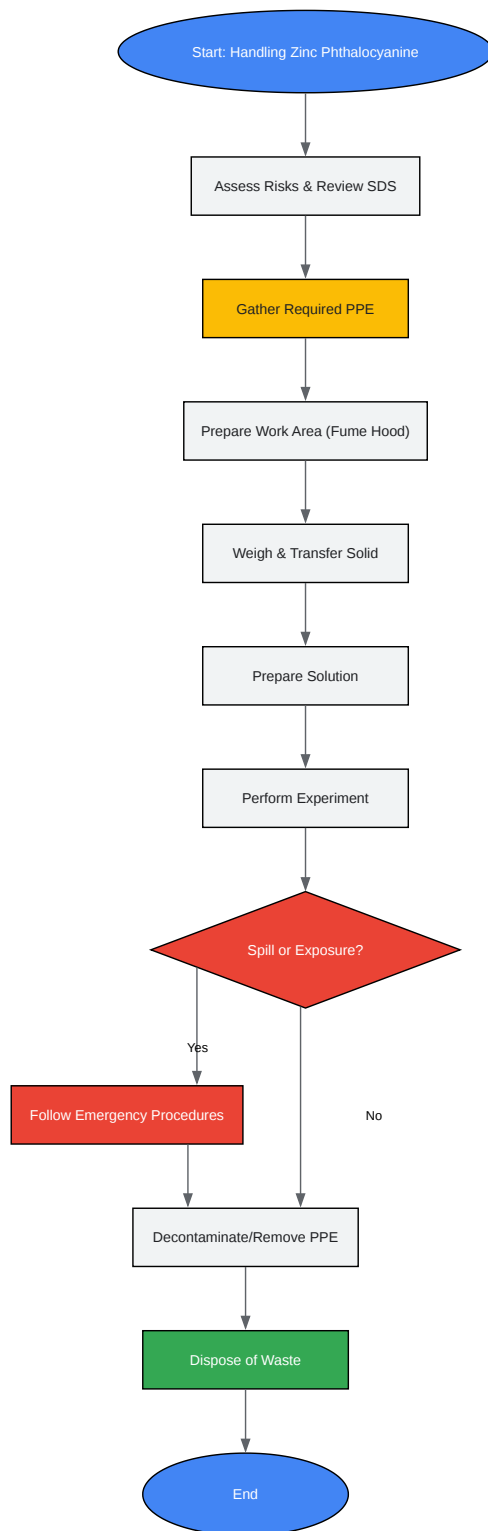 Start: Handling Zinc Phthalocyanine
Assess Risks & Review SDS
Gather Required PPE
Prepare Work Area (Fume Hood)
Weigh & Transfer Solid
Prepare Solution
Perform Experiment
Spill or Exposure?
Yes
Follow Emergency Procedures
No
Decontaminate/Remove PPE
Dispose of Waste
End